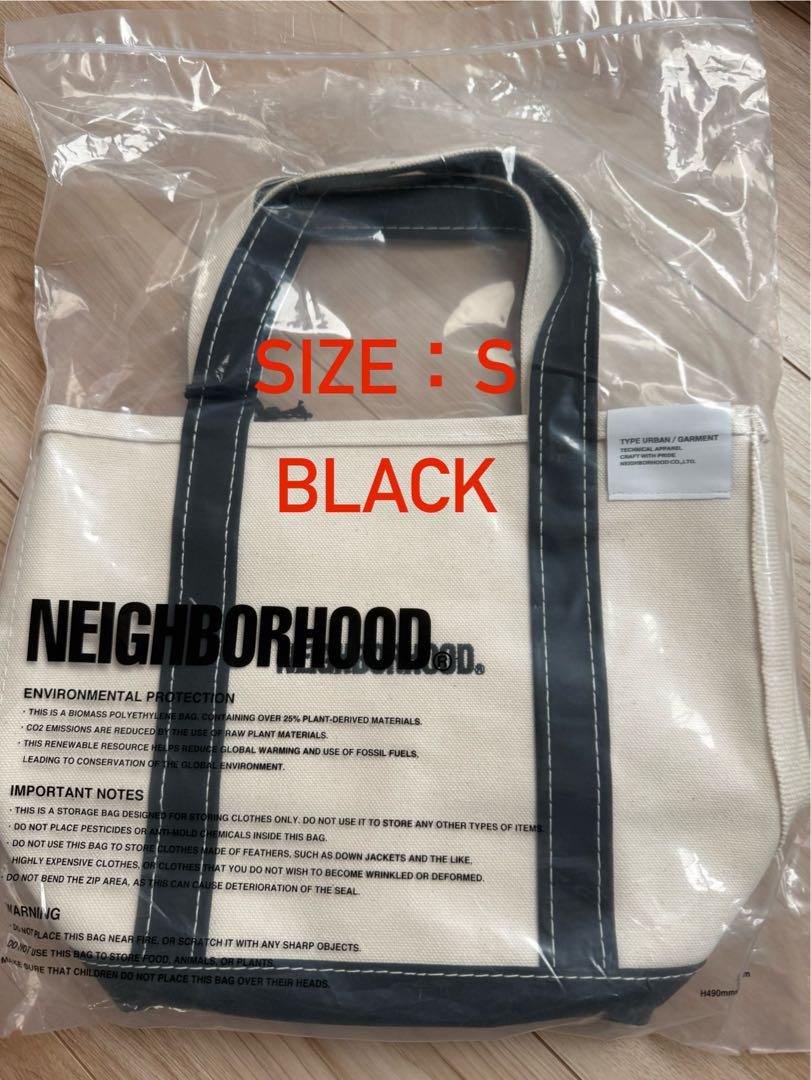 SIZE：S
BLACK
TYPE URBAN / GARMENT
TECHNICAL APPAREL
CRAFT WITH PRIDE
NEIGHBORHOOD CO.,LTD.
NEIGHBORHOOD®
NEIGHBORHOOD®
ENVIRONMENTAL PROTECTION
・THIS IS A BIOMASS POLYETHYLENE BAG, CONTAINING OVER 25% PLANT-DERIVED MATERIALS.
・CO2 EMISSIONS ARE REDUCED BY THE USE OF RAW PLANT MATERIALS.
・THIS RENEWABLE RESOURCE HELPS REDUCE GLOBAL WARMING AND USE OF FOSSIL FUELS,
LEADING TO CONSERVATION OF THE GLOBAL ENVIRONMENT.
IMPORTANT NOTES
・THIS IS A STORAGE BAG DESIGNED FOR STORING CLOTHES ONLY. DO NOT USE IT TO STORE ANY OTHER TYPES OF ITEMS.
・DO NOT PLACE PESTICIDES OR ANTI-MOLD CHEMICALS INSIDE THIS BAG.
・DO NOT USE THIS BAG TO STORE CLOTHES MADE OF FEATHERS, SUCH AS DOWN JACKETS AND THE LIKE,
HIGHLY EXPENSIVE CLOTHES, OR CLOTHES THAT YOU DO NOT WISH TO BECOME WRINKLED OR DEFORMED.
・DO NOT BEND THE ZIP AREA, AS THIS CAN CAUSE DETERIORATION OF THE SEAL.
WARNING
・DO NOT PLACE THIS BAG NEAR FIRE, OR SCRATCH IT WITH ANY SHARP OBJECTS.
DO NOT USE THIS BAG TO STORE FOOD, ANIMALS, OR PLANTS.
MAKE SURE THAT CHILDREN DO NOT PLACE THIS BAG OVER THEIR HEADS.
H490mm